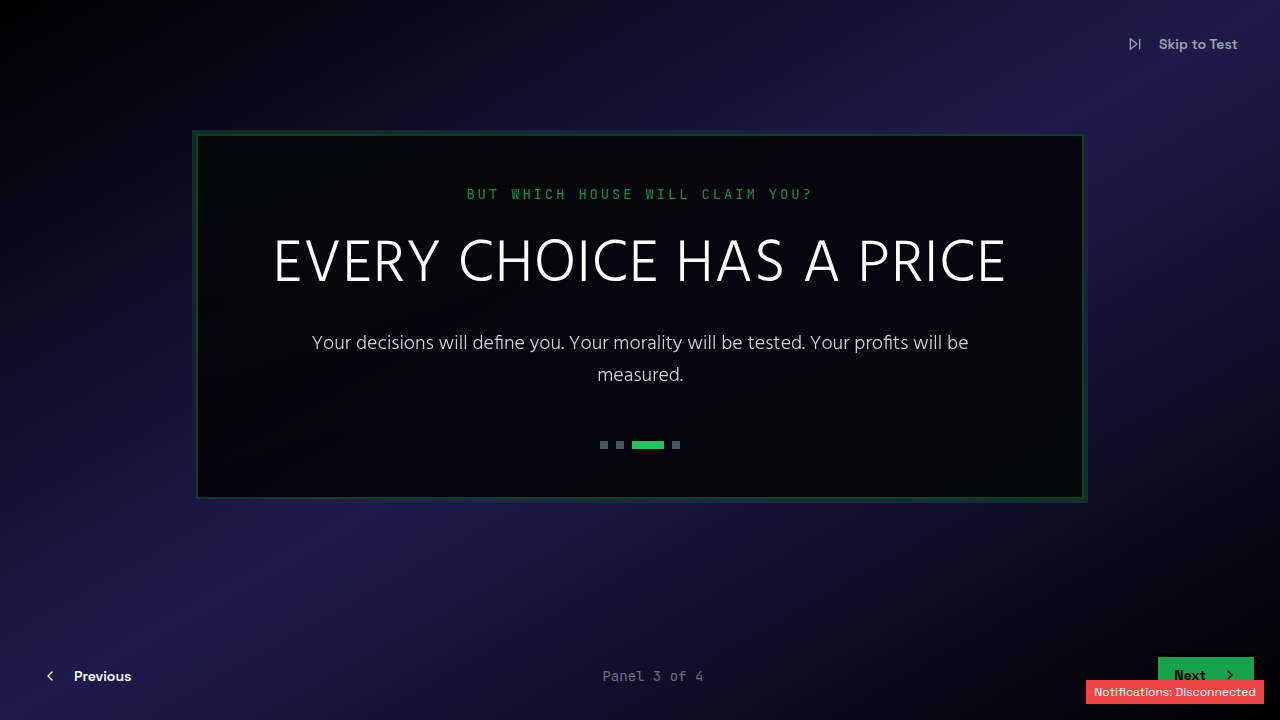 Skip to Test
BUT WHICH HOUSE WILL CLAIM YOU?
EVERY CHOICE HAS A PRICE
Your decisions will define you. Your morality will be tested. Your profits will be
measured.
Previous
Panel 3 of 4
Next
Notifications: Disconnected